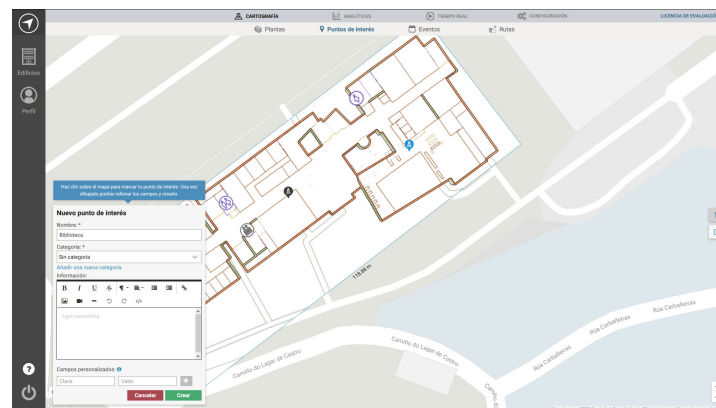 CARTOGRAFÍA
ANALÍTICAS
TIEMPO REAL
CONFIGURACIÓN
LICENCIA DE EVALUACIÓ
Plantas
Puntos de interés
Eventos
Rutas
Edificios
Perfil
Haz clic sobre el mapa para marcar tu punto de interés. Una vez
dibujado podrás rellenar los campos y crearlo.
Nuevo punto de interés
Nombre: *
Biblioteca
Categoría: *
Sin categoría
Añadir una nueva categoría
Información:
B I U S
Type something
Campos personalizados:
Clave
Valor
+
Cancelar
Crear
?
115.88 m
Camiño do Lagar de Castro
Camiño do Lagar de Castro
Rúa Carballeiras
Rúa Carballeiras
Rúa Carballeiras